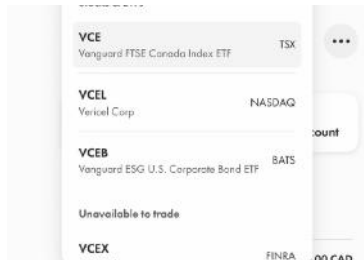 VCE
TSX
Vanguard FTSE Canada Index ETF
VCEL
NASDAQ
Vericel Corp
VCEB
BATS
Vanguard ESG U.S. Corporate Bond ETF
ount
Unavailable to trade
VCEX
FINRA
00 CAD